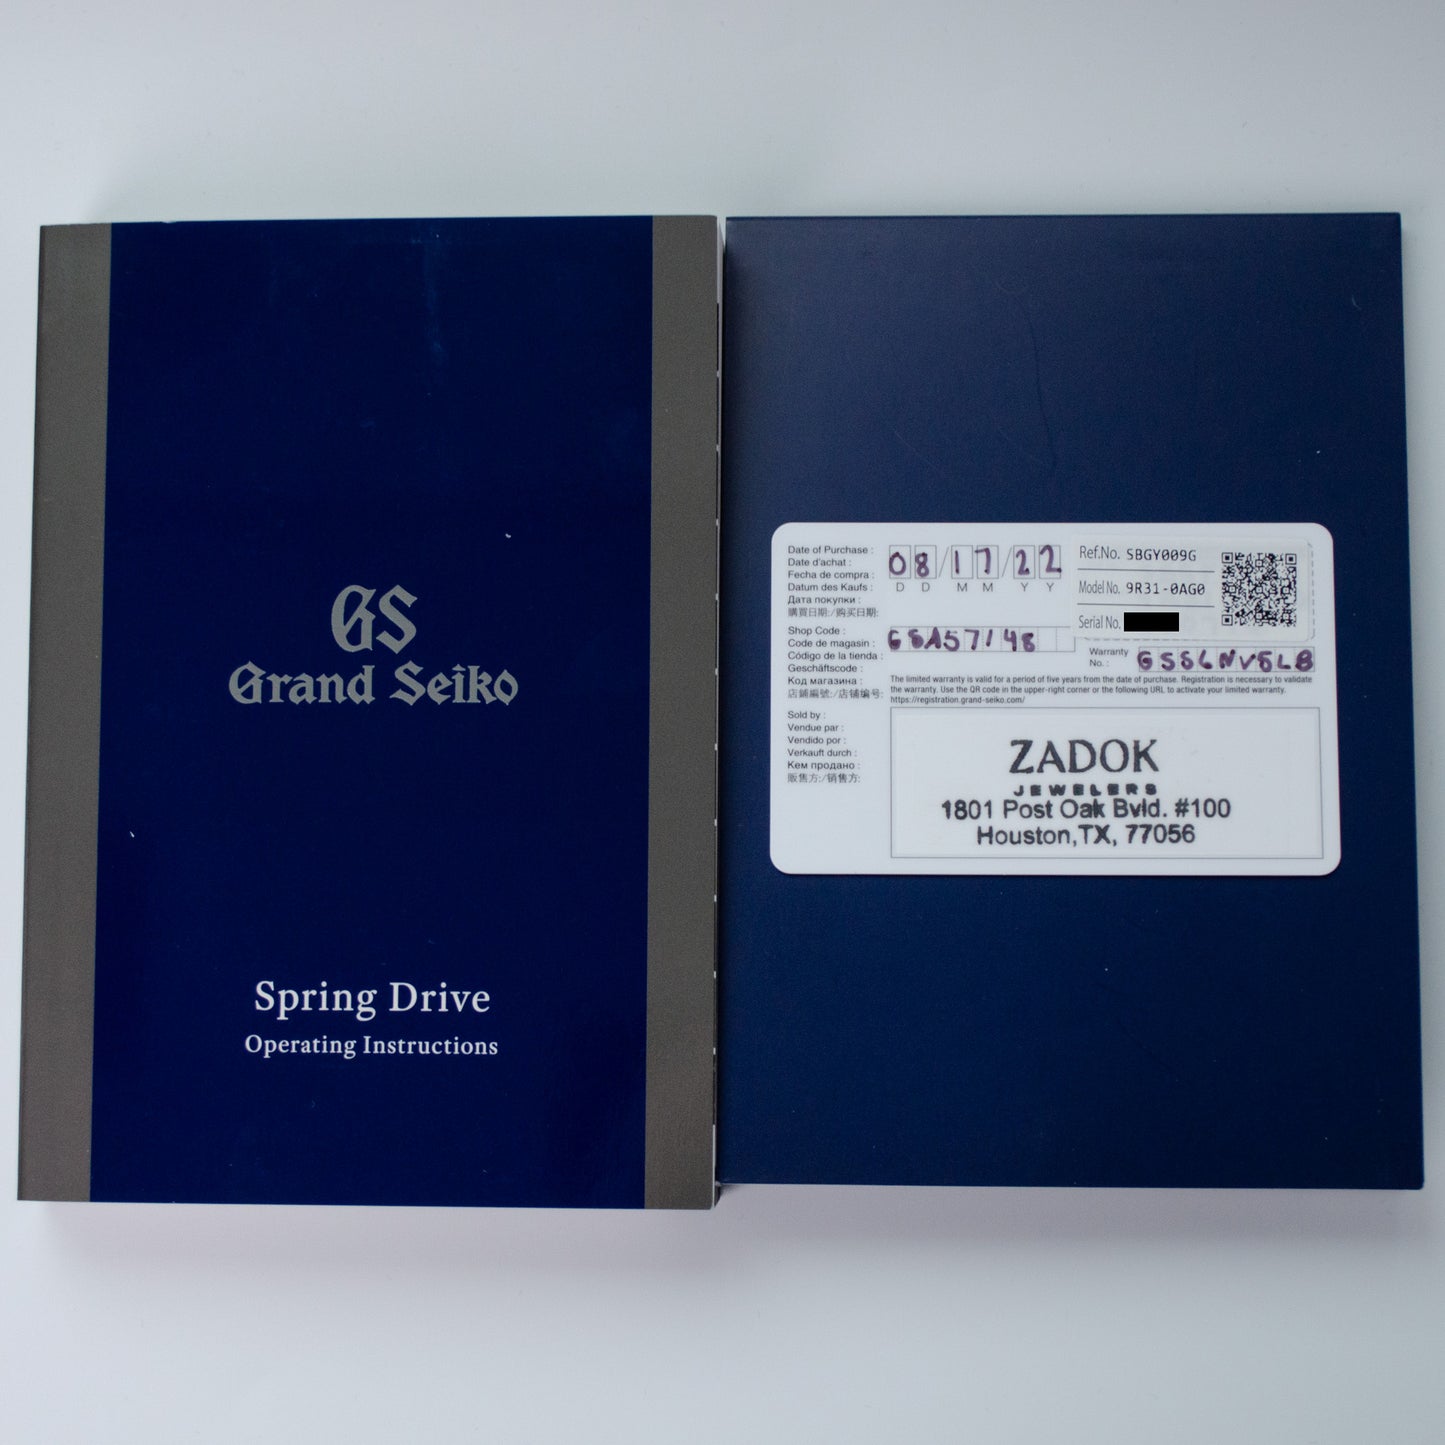 GS
Grand Seiko
Spring Drive
Operating Instructions
Date of Purchase :
Date d'achat :
Fecha de compra :
Datum des Kaufs :
Дата покупки :
購買日期:/购买日期:
08/17/22
D D M M Y Y
Ref.No. SBGY009G
Model No. 9R31-0AG0
Serial No.
Shop Code :
Code de magasin :
Código de la tienda :
Geschäftscode :
Код магазина :
店鋪編號:/店铺编号:
Warranty
No. :
The limited warranty is valid for a period of five years from the date of purchase. Registration is necessary to validate
the warranty. Use the QR code in the upper-right corner or the following URL to activate your limited warranty.
https://registration.grand-seiko.com/
Sold by :
Vendue par :
Vendido por :
Verkauft durch :
Кем продано :
販售方:/销售方:
ZADOK
JEWELERS
1801 Post Oak Bvld. #100
Houston,TX, 77056